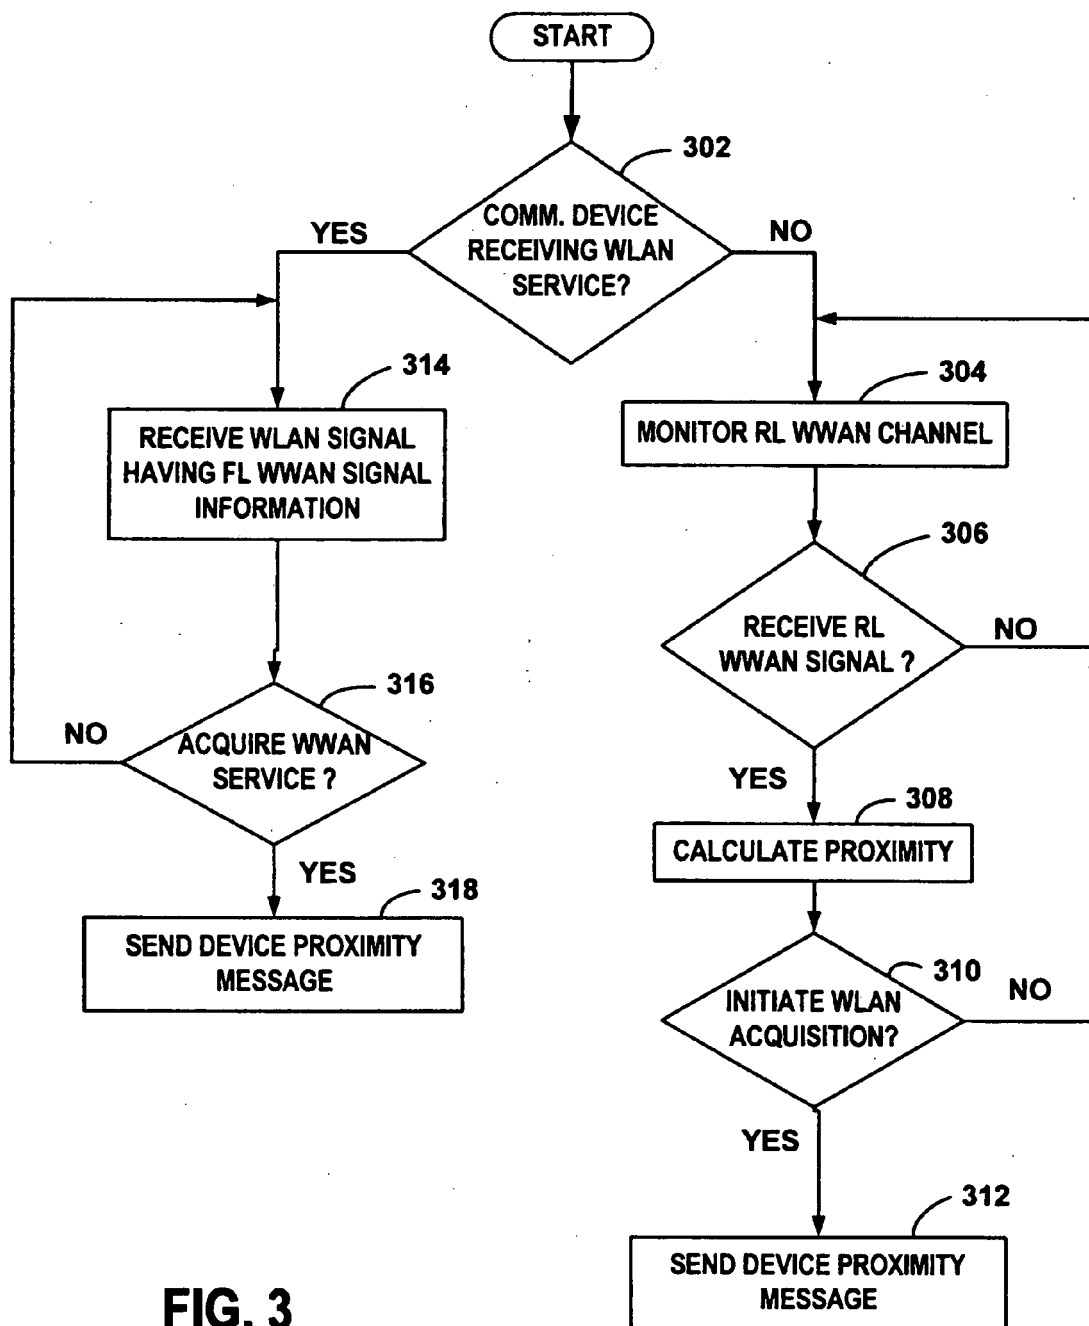 START
302
COMM. DEVICE
RECEIVING WLAN
SERVICE?
YES
NO
314
RECEIVE WLAN SIGNAL
HAVING FL WWAN SIGNAL
INFORMATION
304
MONITOR RL WWAN CHANNEL
306
RECEIVE RL
WWAN SIGNAL ?
NO
YES
316
ACQUIRE WWAN
SERVICE ?
NO
YES
318
SEND DEVICE PROXIMITY
MESSAGE
308
CALCULATE PROXIMITY
310
INITIATE WLAN
ACQUISITION?
NO
YES
312
SEND DEVICE PROXIMITY
MESSAGE
FIG. 3